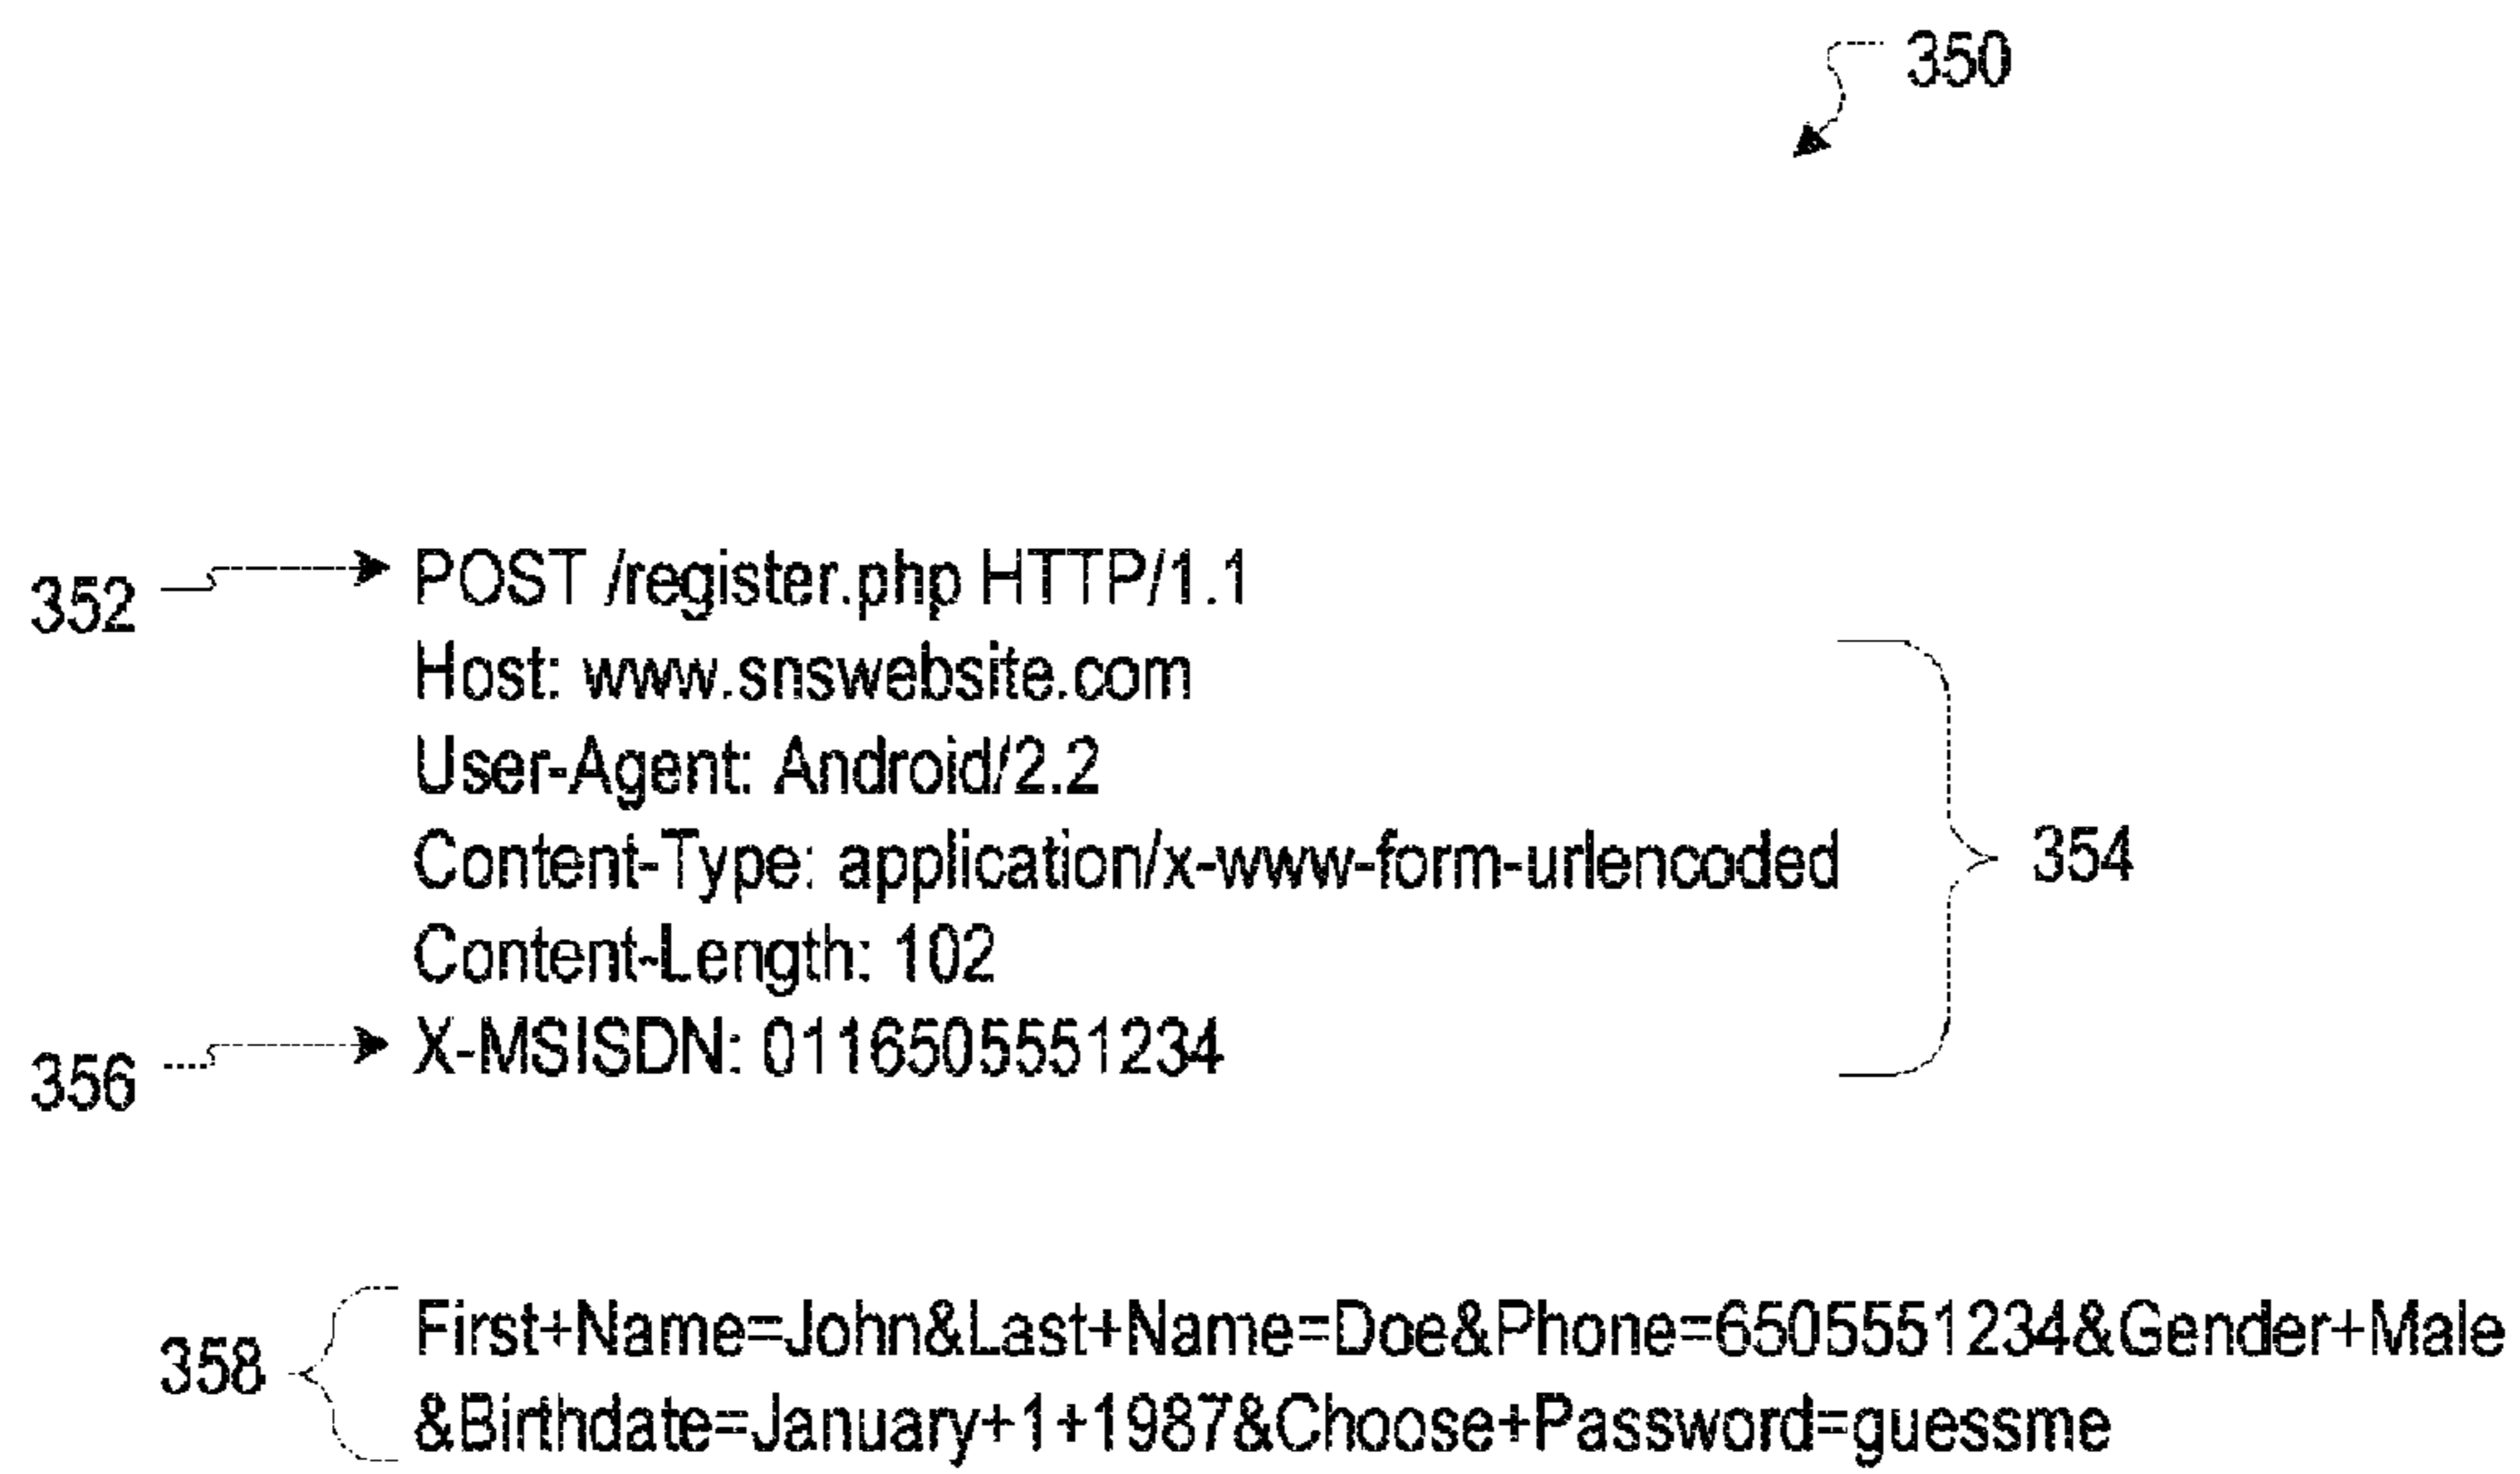 350
352 POST /register.php HTTP/1.1
Host: www.snswebsite.com
User-Agent: Android/2.2
Content-Type: application/x-www-form-urlencoded
354
Content-Length: 102
356 X-MSISDN: 0116505551234
358 First+Name=John&Last+Name=Doe&Phone=6505551234&Gender+Male
&Birthdate=January+1+1987&Choose+Password=guessme